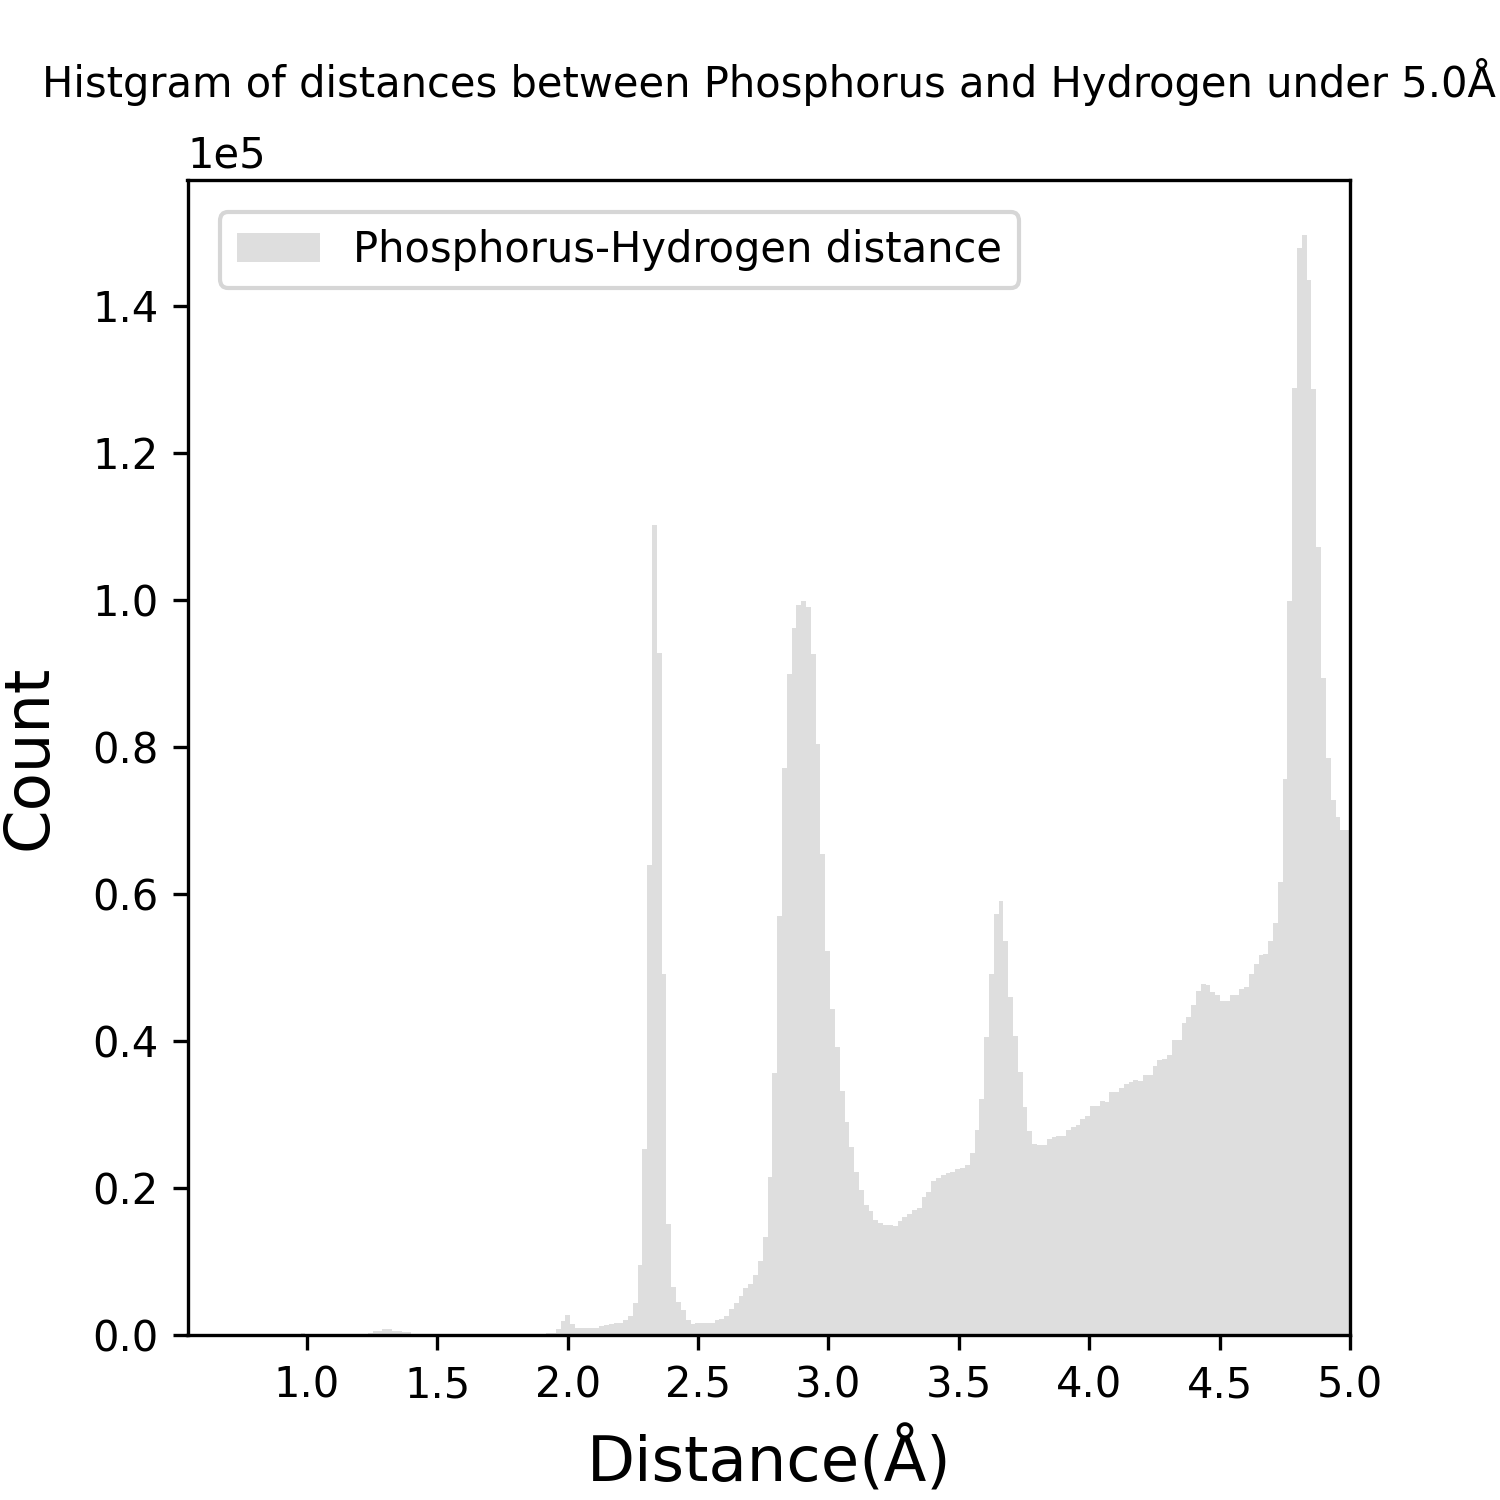 Histgram of distances between Phosphorus and Hydrogen under 5.0Å
1e5
Phosphorus-Hydrogen distance
1.4
1.2
1.0
0.8
0.6
0.4
0.2
0.0
Count
1.0 1.5 2.0 2.5 3.0 3.5 4.0 4.5 5.0
Distance(Å)